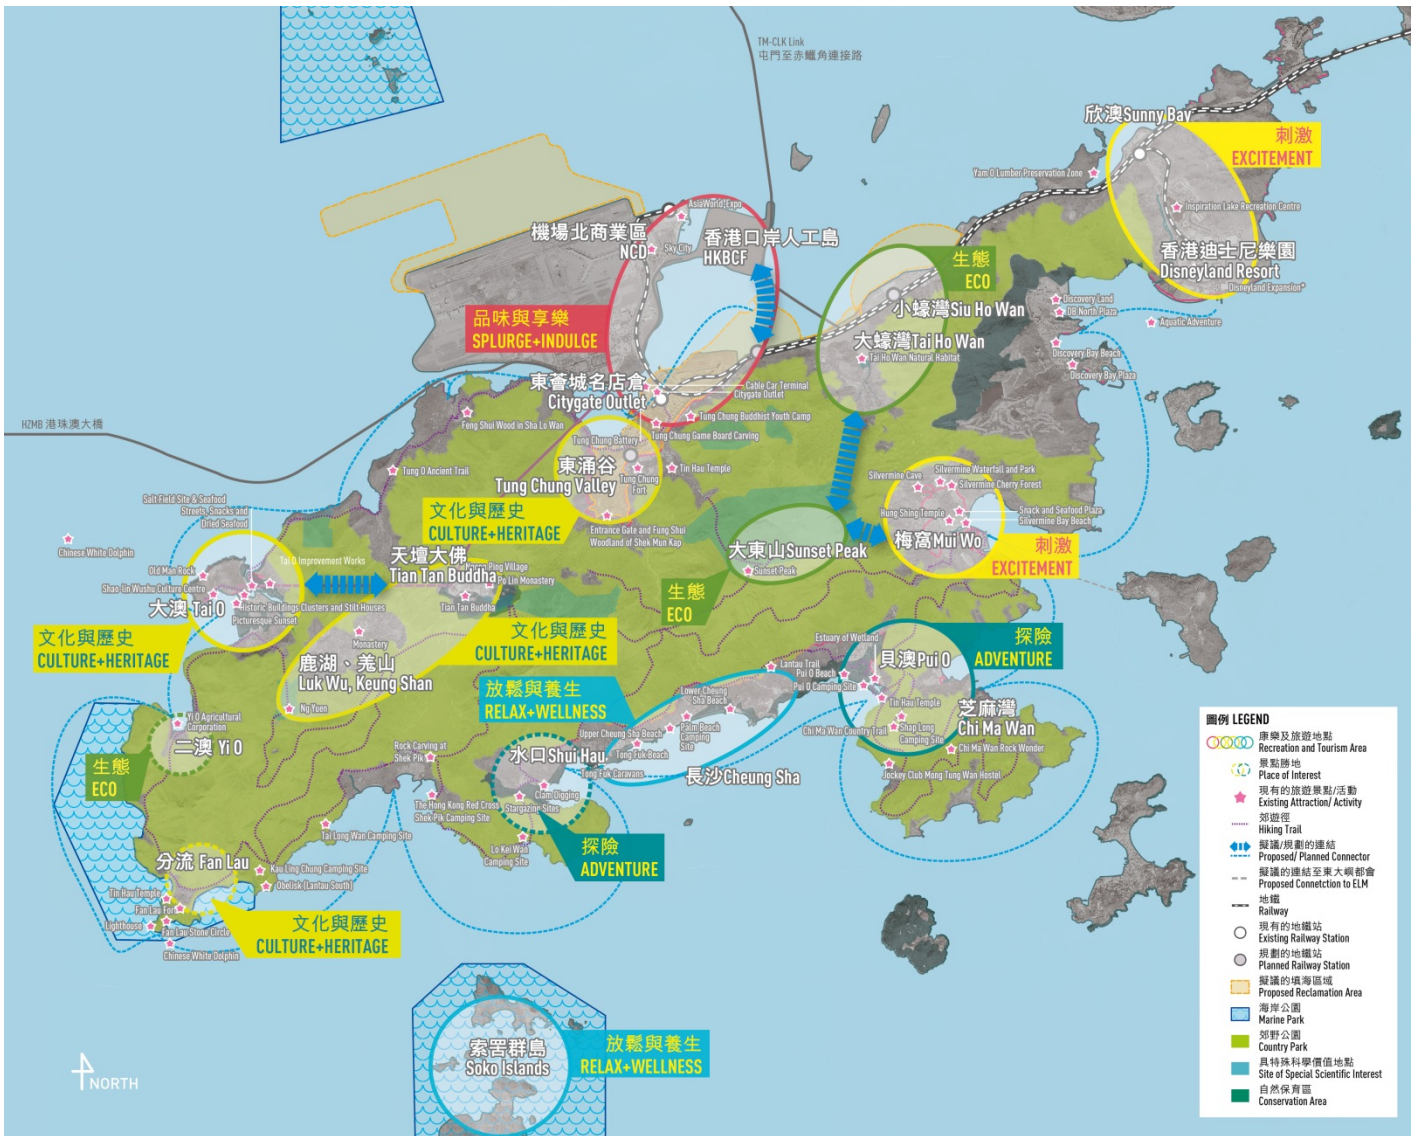 TM-CLK Link
屯門至赤鱲角連接路
欣澳Sunny Bay
刺激
EXCITEMENT
Yam O Lumber Preservation Zone
Inspiration Lake Recreation Centre
香港迪士尼樂園
Disneyland Resort
Disneyland Expansion*
AsiaWorld_Expo
機場北商業區
NCD
Sky City
香港口岸人工島
HKBCF
生態
ECO
小蠔灣Siu Ho Wan
大蠔灣Tai Ho Wan
Tai Ho Wan Natural Habitat
Discovery Land
DB North Plaza
Aquatic Adventure
Discovery Bay Beach
Discovery Bay Plaza
品味與享樂
SPLURGE+INDULGE
東薈城名店倉
Citygate Outlet
Cable Car Terminal
Citygate Outlet
Tung Chung Buddhist Youth Camp
Tung Chung Game Board Carving
HZMB 港珠澳大橋
Feng Shui Wood in Sha Lo Wan
Tung O Ancient Trail
Tung Chung Battery
東涌谷
Tung Chung Valley
Tung Chung
Fort
Tin Hau Temple
文化與歷史
CULTURE+HERITAGE
Entrance Gate and Fung Shui
Woodland of Shek Mun Kap
Silvermine Cave
Silvermine Waterfall and Park
Silvermine Cherry Forest
Hung Shing Temple
Snack and Seafood Plaza
Silvermine Bay Beach
梅窩Mui Wo
刺激
EXCITEMENT
大東山Sunset Peak
Sunset Peak
生態
ECO
Salt Field Site & Seafood
Streets, Snacks and
Dried Seafood
Chinese White Dolphin
Tai O Improvement Works
Old Man Rock
Shao-lin Wushu Culture Centre
大澳 Tai O
Historic Buildings Clusters and Stilt Houses
Picturesque Sunset
文化與歷史
CULTURE+HERITAGE
天壇大佛
Tian Tan Buddha
Ngong Ping Village
Po Lin Monastery
Tian Tan Buddha
文化與歷史
CULTURE+HERITAGE
Monastery
鹿湖、羗山
Luk Wu, Keung Shan
Ng Yuen
放鬆與養生
RELAX+WELLNESS
Lower Cheung
Sha Beach
Upper Cheung Sha Beach
Palm Beach
Camping
Site
Tong Fuk Beach
Tong Fuk Caravans
長沙Cheung Sha
Estuary of Wetland
Lantau Trail
Pui O Beach
Pui O Camping Site
貝澳Pui O
探險
ADVENTURE
Tin Hau Temple
芝麻灣
Chi Ma Wan
Chi Ma Wan Country Trail
Shap Long
Camping Site
Chi Ma Wan Rock Wonder
Jockey Club Mong Tung Wan Hostel
Yi O Agricultural
Corporation
二澳 Yi O
生態
ECO
Rock Carving at
Shek Pik
水口Shui Hau
Clam Digging
Stargazing Sites
The Hong Kong Red Cross
Shek Pik Camping Site
Lo Kei Wan
Camping Site
探險
ADVENTURE
Tai Long Wan Camping Site
分流 Fan Lau
Kau Ling Chung Camping Site
Obelisk (Lantau South)
Tin Hau Temple
Fan Lau Fort
Lighthouse
Fan Lau Stone Circle
Chinese White Dolphin
文化與歷史
CULTURE+HERITAGE
索罟群島
Soko Islands
放鬆與養生
RELAX+WELLNESS
NORTH
圖例 LEGEND
康樂及旅遊地點
Recreation and Tourism Area
景點勝地
Place of Interest
現有的旅遊景點/活動
Existing Attraction/ Activity
郊遊徑
Hiking Trail
擬議/規劃的連結
Proposed/ Planned Connector
擬議的連結至東大嶼都會
Proposed Connetction to ELM
地鐵
Railway
現有的地鐵站
Existing Railway Station
規劃的地鐵站
Planned Railway Station
擬議的填海區域
Proposed Reclamation Area
海岸公園
Marine Park
郊野公園
Country Park
具特殊科學價值地點
Site of Special Scientific Interest
自然保育區
Conservation Area